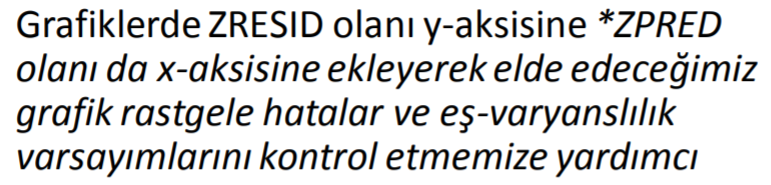 Grafiklerde ZRESID olanı y-aksisine *ZPRED
olanı da x-aksisine ekleyerek elde edeceğimiz
grafik rastgele hatalar ve eş-varyanslılık
varsayımlarını kontrol etmemize yardımcı